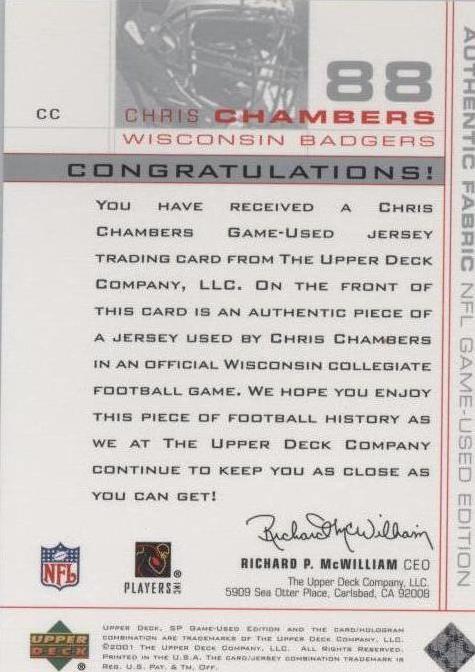 88
CC
CHRIS CHAMBERS
WISCONSIN BADGERS
CONGRATULATIONS!
YOU HAVE RECEIVED A CHRIS
CHAMBERS GAME-USED JERSEY
TRADING CARD FROM THE UPPER DECK
COMPANY, LLC. ON THE FRONT OF
THIS CARD IS AN AUTHENTIC PIECE OF
A JERSEY USED BY CHRIS CHAMBERS
IN AN OFFICIAL WISCONSIN COLLEGIATE
FOOTBALL GAME. WE HOPE YOU ENJOY
THIS PIECE OF FOOTBALL HISTORY AS
WE AT THE UPPER DECK COMPANY
CONTINUE TO KEEP YOU AS CLOSE AS
YOU CAN GET!
Richard McWilliam
RICHARD P. McWILLIAM CEO
The Upper Deck Company, LLC.
5909 Sea Otter Place, Carlsbad, CA 92008
NFL
PLAYERS INC ®
UPPER DECK ®
UPPER DECK, SP GAME-USED EDITION AND THE CARD/HOLOGRAM
COMBINATION ARE TRADEMARKS OF THE UPPER DECK COMPANY, LLC.
©2001 THE UPPER DECK COMPANY, LLC. ALL RIGHTS RESERVED.
PRINTED IN THE U.S.A. THE CARD/JERSEY COMBINATION TRADEMARK IN
REG. U.S. PAT. & TM. OFF.
AUTHENTIC FABRIC NFL GAME-USED EDITION